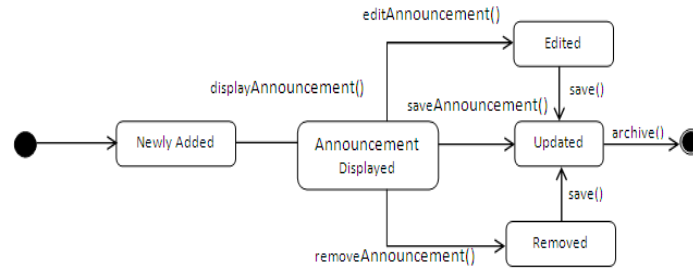 editAnnouncement()
Edited
displayAnnouncement()
save()
saveAnnouncement()
Newly Added
Announcement
Displayed
Updated
archive()
save()
removeAnnouncement()
Removed